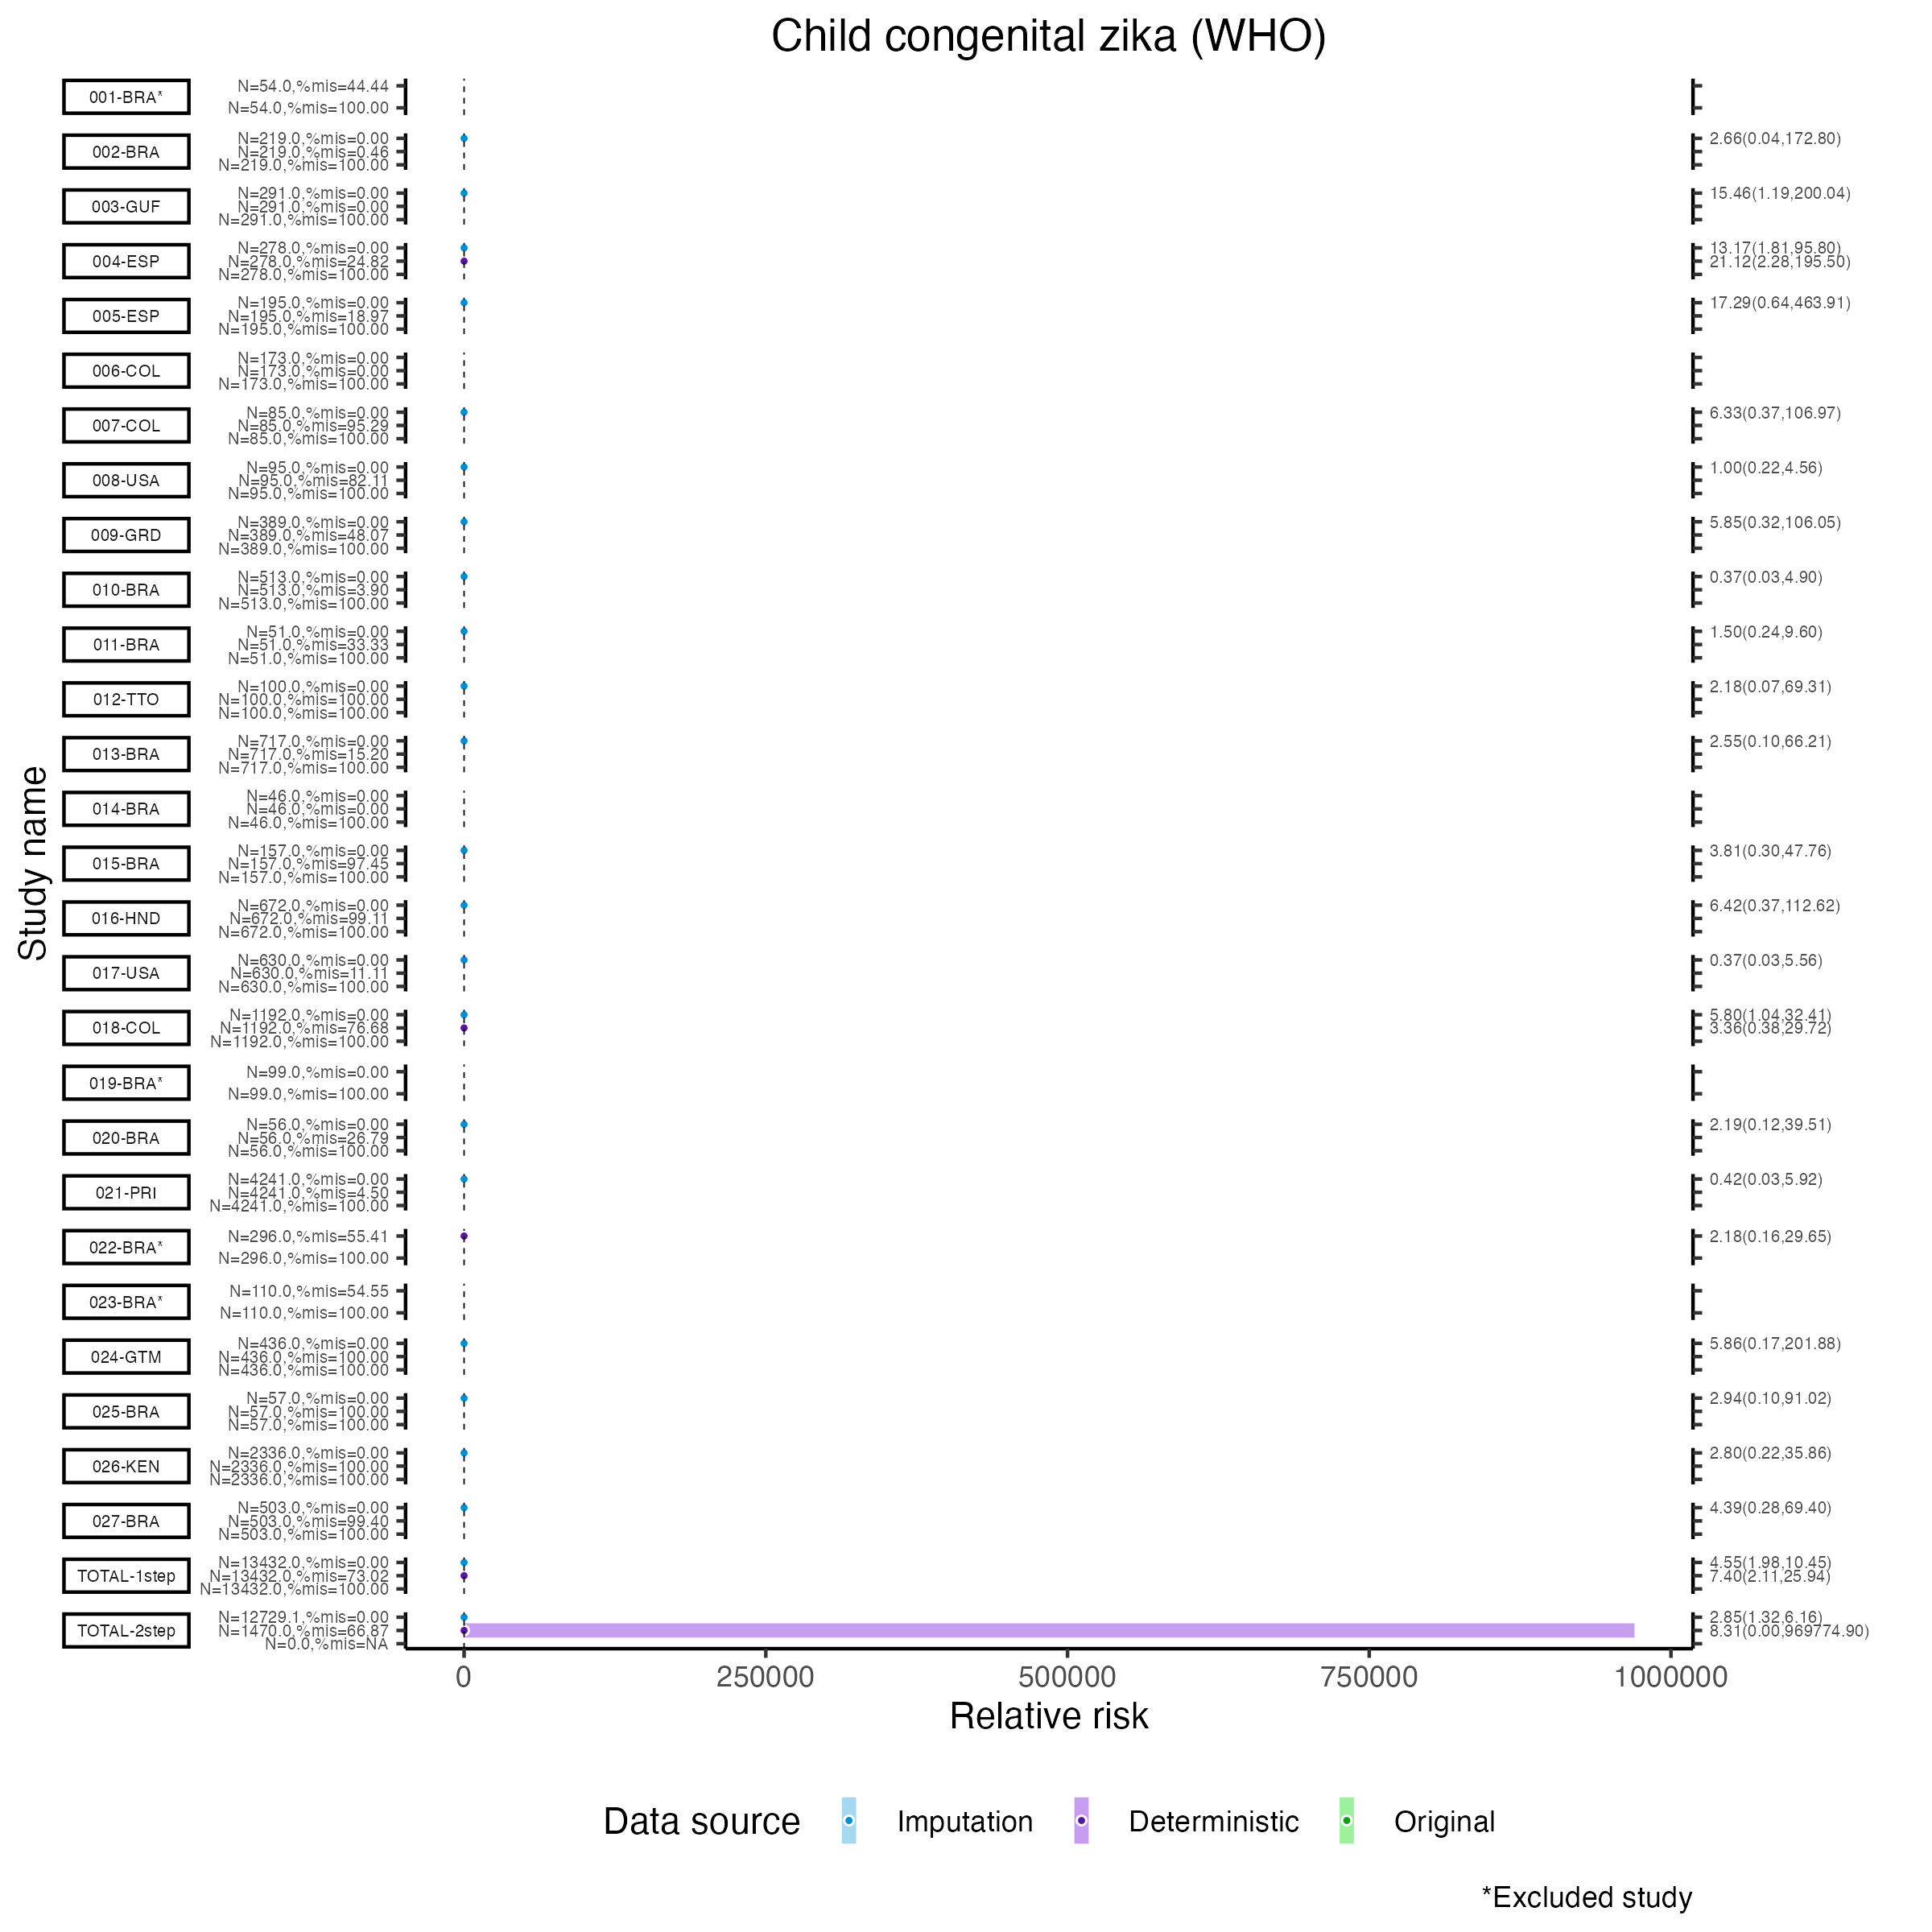 Child congenital zika (WHO)
Study name
001-BRA*
N=54.0,%mis=44.44
N=54.0,%mis=100.00
002-BRA
N=219.0,%mis=0.00
2.66(0.04,172.80)
N=219.0,%mis=0.46
N=219.0,%mis=100.00
003-GUF
N=291.0,%mis=0.00
15.46(1.19,200.04)
N=291.0,%mis=0.00
N=291.0,%mis=100.00
004-ESP
N=278.0,%mis=0.00
13.17(1.81,95.80)
N=278.0,%mis=24.82
21.12(2.28,195.50)
N=278.0,%mis=100.00
005-ESP
N=195.0,%mis=0.00
17.29(0.64,463.91)
N=195.0,%mis=18.97
N=195.0,%mis=100.00
006-COL
N=173.0,%mis=0.00
N=173.0,%mis=0.00
N=173.0,%mis=100.00
007-COL
N=85.0,%mis=0.00
6.33(0.37,106.97)
N=85.0,%mis=95.29
N=85.0,%mis=100.00
008-USA
N=95.0,%mis=0.00
1.00(0.22,4.56)
N=95.0,%mis=82.11
N=95.0,%mis=100.00
009-GRD
N=389.0,%mis=0.00
5.85(0.32,106.05)
N=389.0,%mis=48.07
N=389.0,%mis=100.00
010-BRA
N=513.0,%mis=0.00
0.37(0.03,4.90)
N=513.0,%mis=3.90
N=513.0,%mis=100.00
011-BRA
N=51.0,%mis=0.00
1.50(0.24,9.60)
N=51.0,%mis=33.33
N=51.0,%mis=100.00
012-TTO
N=100.0,%mis=0.00
2.18(0.07,69.31)
N=100.0,%mis=100.00
N=100.0,%mis=100.00
013-BRA
N=717.0,%mis=0.00
2.55(0.10,66.21)
N=717.0,%mis=15.20
N=717.0,%mis=100.00
014-BRA
N=46.0,%mis=0.00
N=46.0,%mis=0.00
N=46.0,%mis=100.00
015-BRA
N=157.0,%mis=0.00
3.81(0.30,47.76)
N=157.0,%mis=97.45
N=157.0,%mis=100.00
016-HND
N=672.0,%mis=0.00
6.42(0.37,112.62)
N=672.0,%mis=99.11
N=672.0,%mis=100.00
017-USA
N=630.0,%mis=0.00
0.37(0.03,5.56)
N=630.0,%mis=11.11
N=630.0,%mis=100.00
018-COL
N=1192.0,%mis=0.00
5.80(1.04,32.41)
N=1192.0,%mis=76.68
3.36(0.38,29.72)
N=1192.0,%mis=100.00
019-BRA*
N=99.0,%mis=0.00
N=99.0,%mis=100.00
020-BRA
N=56.0,%mis=0.00
2.19(0.12,39.51)
N=56.0,%mis=26.79
N=56.0,%mis=100.00
021-PRI
N=4241.0,%mis=0.00
0.42(0.03,5.92)
N=4241.0,%mis=4.50
N=4241.0,%mis=100.00
022-BRA*
N=296.0,%mis=55.41
2.18(0.16,29.65)
N=296.0,%mis=100.00
023-BRA*
N=110.0,%mis=54.55
N=110.0,%mis=100.00
024-GTM
N=436.0,%mis=0.00
5.86(0.17,201.88)
N=436.0,%mis=100.00
N=436.0,%mis=100.00
025-BRA
N=57.0,%mis=0.00
2.94(0.10,91.02)
N=57.0,%mis=100.00
N=57.0,%mis=100.00
026-KEN
N=2336.0,%mis=0.00
2.80(0.22,35.86)
N=2336.0,%mis=100.00
N=2336.0,%mis=100.00
027-BRA
N=503.0,%mis=0.00
4.39(0.28,69.40)
N=503.0,%mis=99.40
N=503.0,%mis=100.00
TOTAL-1step
N=13432.0,%mis=0.00
4.55(1.98,10.45)
N=13432.0,%mis=73.02
7.40(2.11,25.94)
N=13432.0,%mis=100.00
TOTAL-2step
N=12729.1,%mis=0.00
2.85(1.32,6.16)
N=1470.0,%mis=66.87
8.31(0.00,969774.90)
N=0.0,%mis=NA
0 250000 500000 750000 1000000
Relative risk
Data source Imputation Deterministic Original
*Excluded study